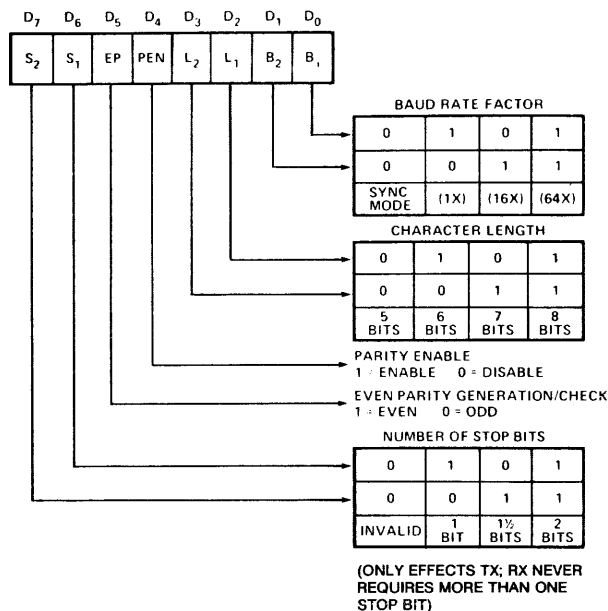 D7 D6 D5 D4 D3 D2 D1 D0
S2 S1 EP PEN L2 L1 B2 B1
BAUD RATE FACTOR
0 1 0 1
0 0 1 1
SYNC MODE (1X) (16X) (64X)
CHARACTER LENGTH
0 1 0 1
0 0 1 1
5 BITS 6 BITS 7 BITS 8 BITS
PARITY ENABLE
1 = ENABLE 0 = DISABLE
EVEN PARITY GENERATION/CHECK
1 = EVEN 0 = ODD
NUMBER OF STOP BITS
0 1 0 1
0 0 1 1
INVALID 1 BIT 1½ BITS 2 BITS
(ONLY EFFECTS TX; RX NEVER
REQUIRES MORE THAN ONE
STOP BIT)